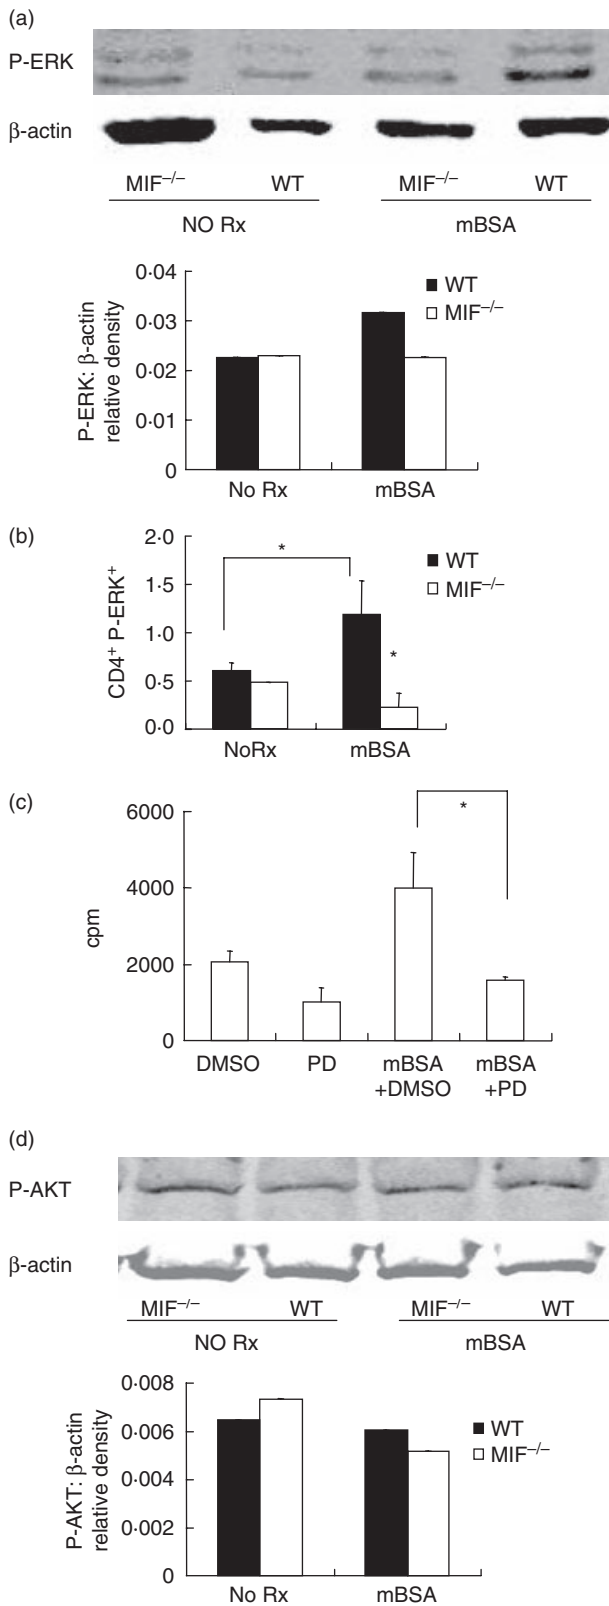 (a)
P-ERK
β-actin
MIF−/− WT MIF−/− WT
NO Rx mBSA
0·04
0·03
0·02
0·01
0
P-ERK: β-actin
relative density
WT
MIF−/−
No Rx mBSA
(b)
2·0
1·5
1·0
0·5
0·0
CD4+ P-ERK+
*
*
WT
MIF−/−
NoRx mBSA
(c)
6000
4000
2000
0
cpm
*
DMSO PD mBSA mBSA
+DMSO +PD
(d)
P-AKT
β-actin
MIF−/− WT MIF−/− WT
NO Rx mBSA
0·008
0·006
0·004
0·002
0
P-AKT: β-actin
relative density
WT
MIF−/−
No Rx mBSA